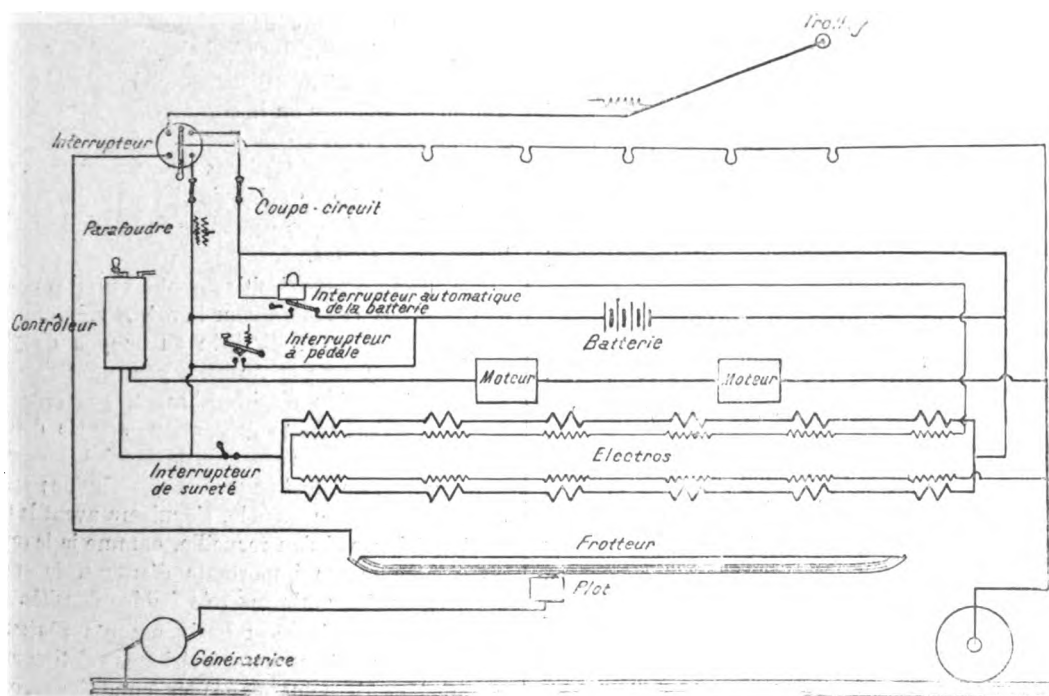 Trolley
Interrupteur
Coupe-circuit
Parafoudre
Interrupteur automatique
de la batterie
Contrôleur
Interrupteur
à pédale
Batterie
Moteur
Moteur
Electros
Interrupteur
de sureté
Frotteur
Plot
Génératrice